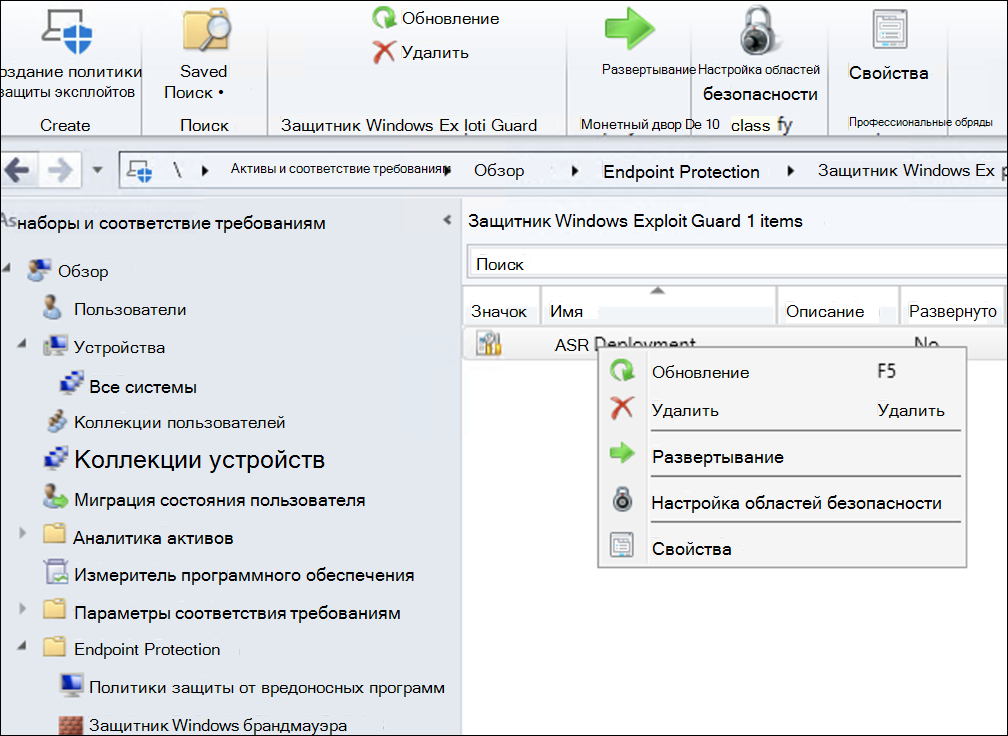 оздание политики
защиты эксплойтов
Create
Saved
Поиск •
Поиск
Обновление
Удалить
Защитник Windows Ex loti Guard
Развертывание
Монетный двор De 10
Настройка областей
безопасности
class fy
Свойства
Профессиональные обряды
\ Активы и соответствие требованиям Обзор Endpoint Protection Защитник Windows Ex p
As наборы и соответствие требованиям
Обзор
Пользователи
Устройства
Все системы
Коллекции пользователей
Коллекции устройств
Миграция состояния пользователя
Аналитика активов
Измеритель программного обеспечения
Параметры соответствия требованиям
Endpoint Protection
Политики защиты от вредоносных программ
Защитник Windows брандмауэра
Защитник Windows Exploit Guard 1 items
Поиск
Значок Имя Описание Развернуто
ASR Deployment No
Обновление F5
Удалить Удалить
Развертывание
Настройка областей безопасности
Свойства